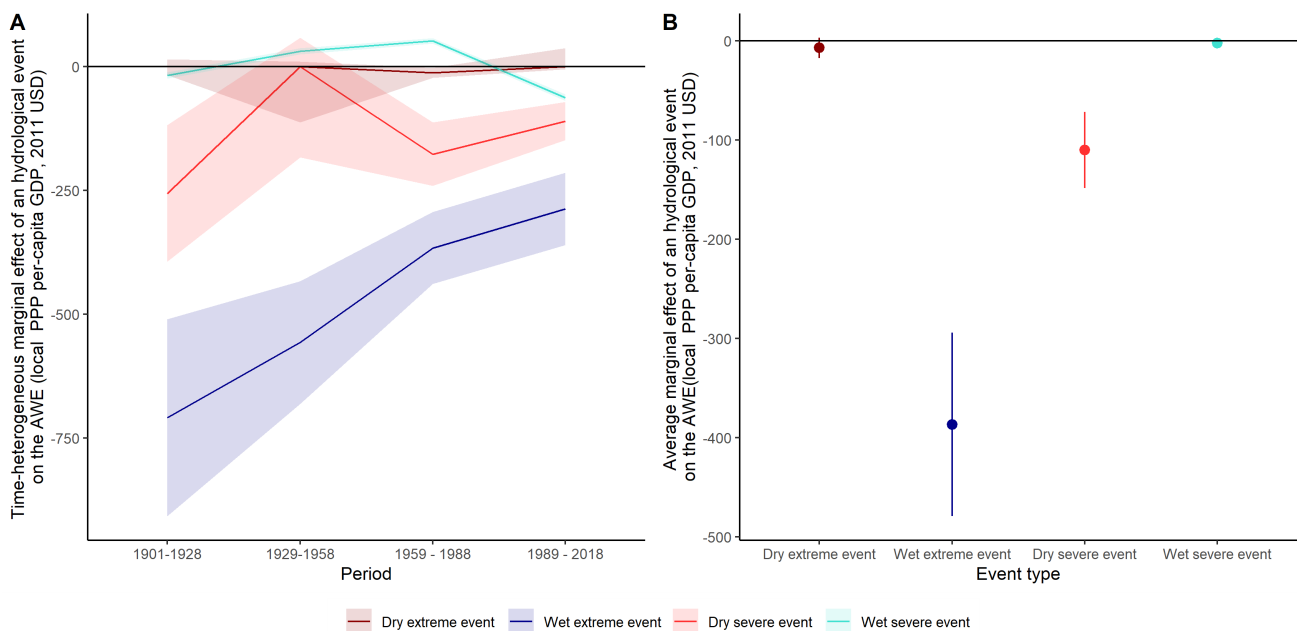 A
Time-heterogeneous marginal effect of an hydrological event
on the AWE (local PPP per-capita GDP, 2011 USD)
0
-250
-500
-750
1901-1928
1929-1958
1959 - 1988
1989 - 2018
Period
B
Average marginal effect of an hydrological event
on the AWE(local PPP per-capita GDP, 2011 USD)
0
-100
-200
-300
-400
-500
Dry extreme event
Wet extreme event
Dry severe event
Wet severe event
Event type
Dry extreme event
Wet extreme event
Dry severe event
Wet severe event